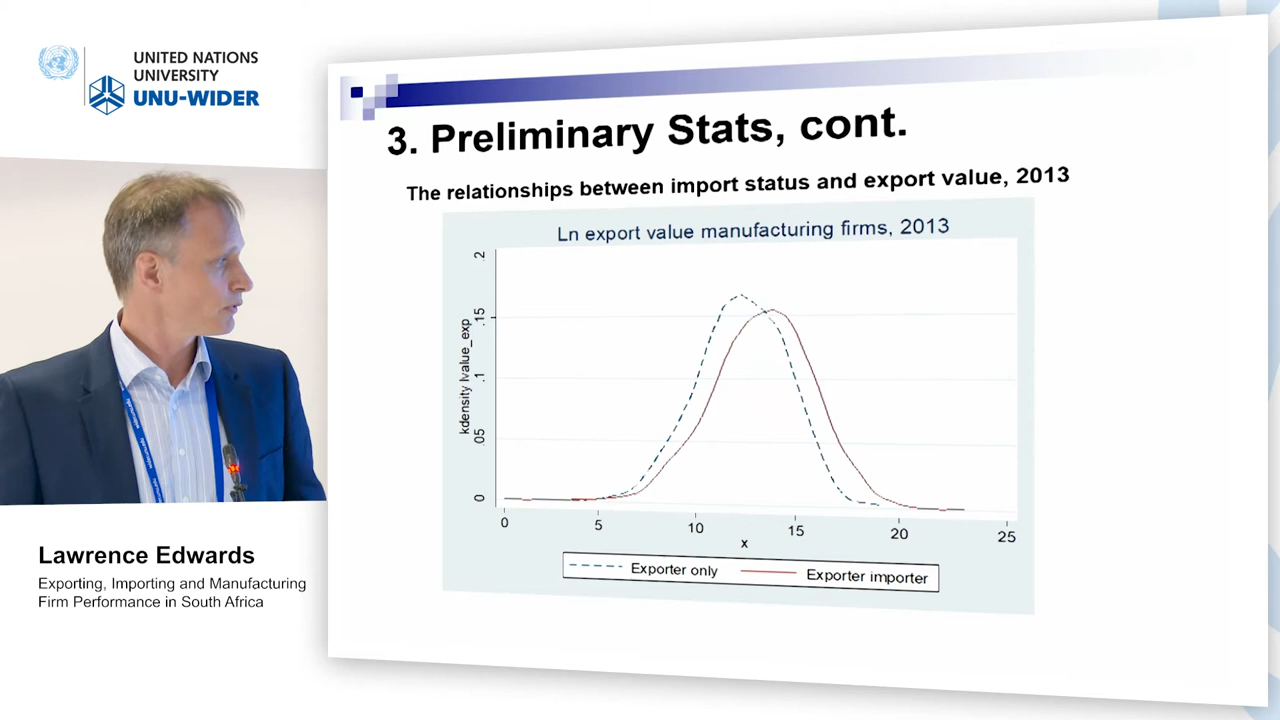 UNITED NATIONS
UNIVERSITY
UNU-WIDER
3. Preliminary Stats, cont.
The relationships between import status and export value, 2013
Ln export value manufacturing firms, 2013
kdensity lvalue_exp
.2
.15
.1
.05
0
0 5 10 15 20 25
x
Exporter only Exporter importer
Lawrence Edwards
Exporting, Importing and Manufacturing
Firm Performance in South Africa